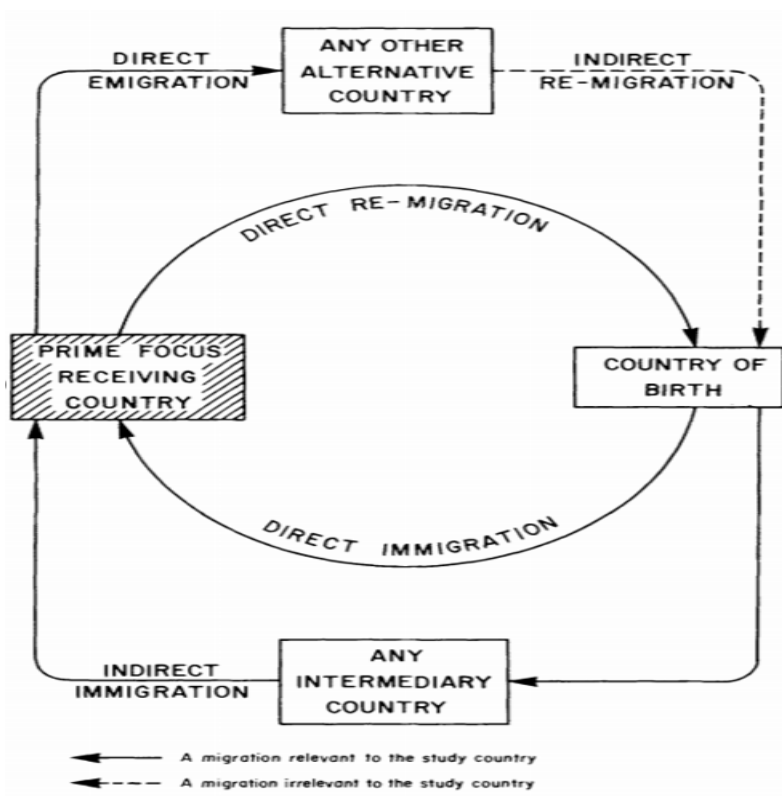 ANY OTHER
ALTERNATIVE
COUNTRY
DIRECT
EMIGRATION
INDIRECT
RE-MIGRATION
DIRECT RE-MIGRATION
PRIME FOCUS
RECEIVING
COUNTRY
COUNTRY OF
BIRTH
DIRECT IMMIGRATION
INDIRECT
IMMIGRATION
ANY
INTERMEDIARY
COUNTRY
A migration relevant to the study country
A migration irrelevant to the study country